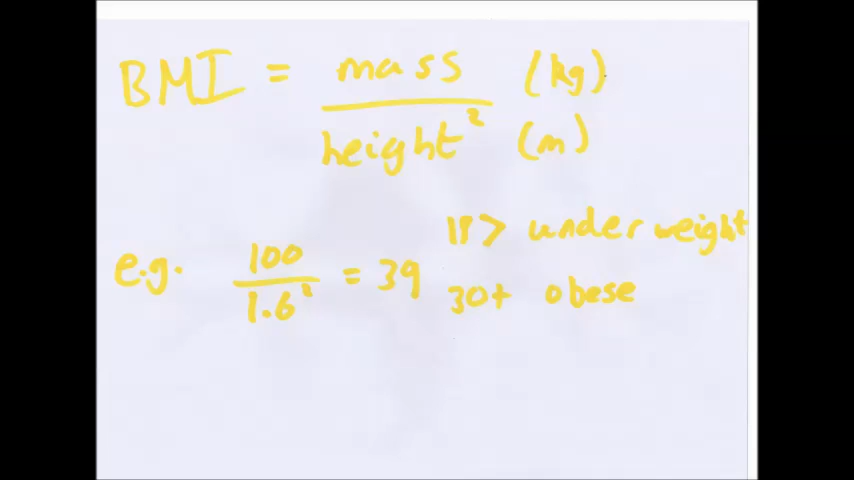 BMI = mass (kg)
height² (m)
e.g. 100
1.6² = 39
18> underweight
30+ obese